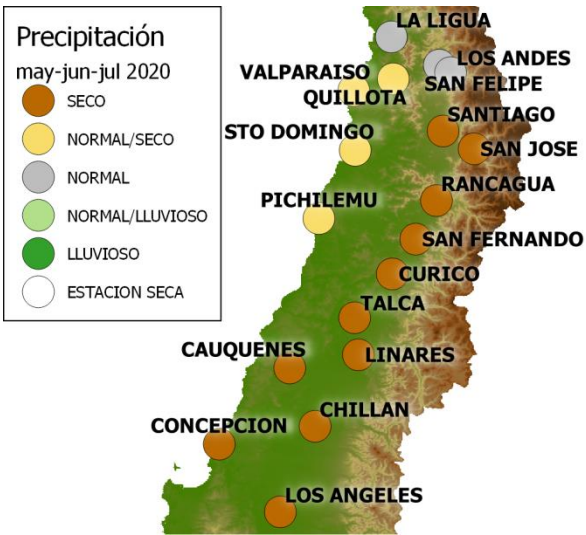 Precipitación
may-jun-jul 2020
SECO
NORMAL/SECO
NORMAL
NORMAL/LLUVIOSO
LLUVIOSO
ESTACION SECA
LA LIGUA
LOS ANDES
VALPARAISO
SAN FELIPE
QUILLOTA
SANTIAGO
STO DOMINGO
SAN JOSE
RANCAGUA
PICHILEMU
SAN FERNANDO
CURICO
TALCA
CAUQUENES
LINARES
CHILLAN
CONCEPCION
LOS ANGELES